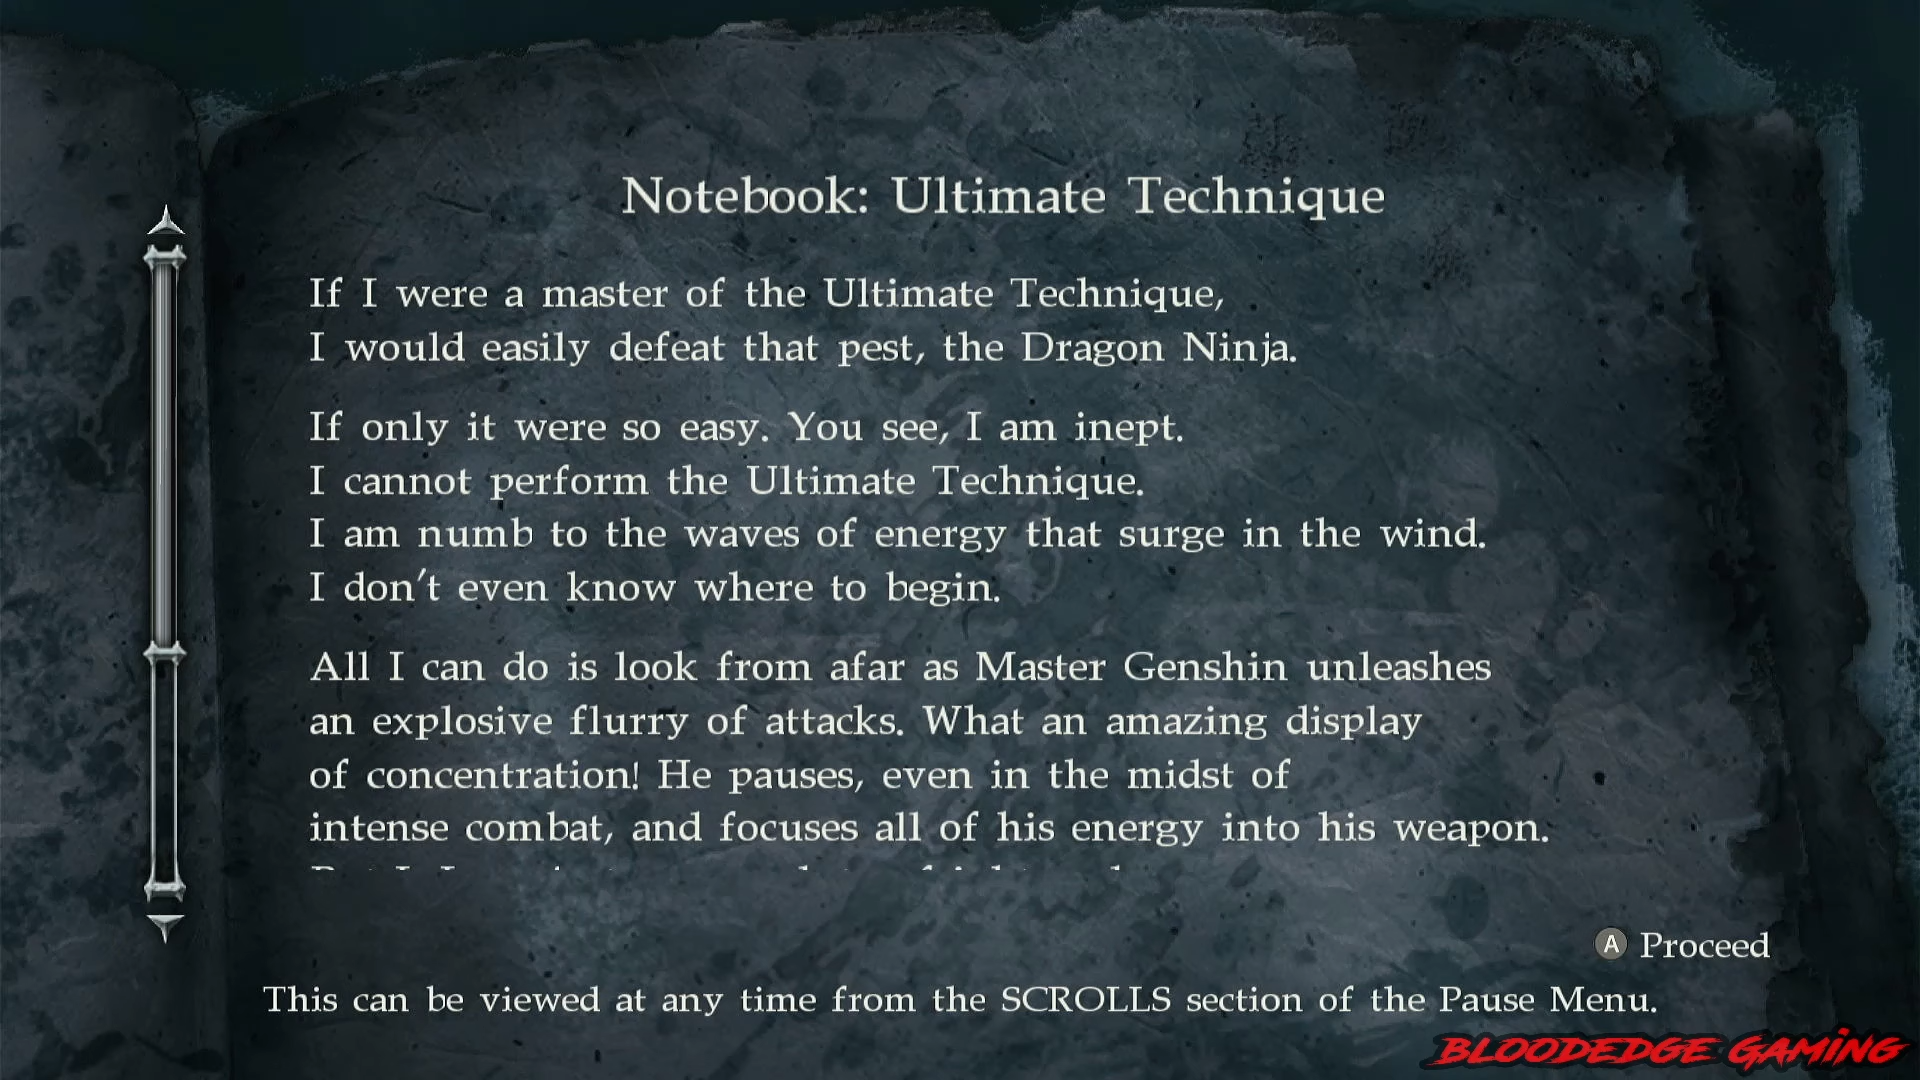 Notebook: Ultimate Technique
If I were a master of the Ultimate Technique,
I would easily defeat that pest, the Dragon Ninja.
If only it were so easy. You see, I am inept.
I cannot perform the Ultimate Technique.
I am numb to the waves of energy that surge in the wind.
I don't even know where to begin.
All I can do is look from afar as Master Genshin unleashes
an explosive flurry of attacks. What an amazing display
of concentration! He pauses, even in the midst of
intense combat, and focuses all of his energy into his weapon.
A Proceed
This can be viewed at any time from the SCROLLS section of the Pause Menu.
BLOODEDGE GAMING